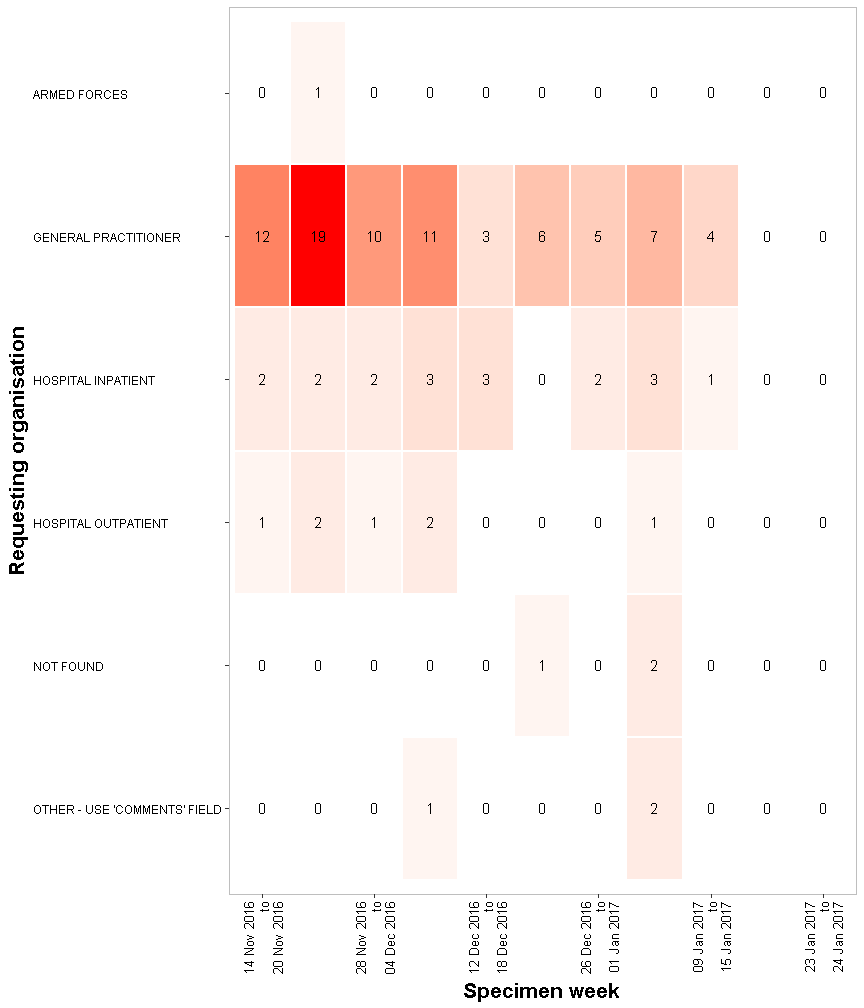 ARMED FORCES 0 1 0 0 0 0 0 0 0 0 0
GENERAL PRACTITIONER 12 19 10 11 3 6 5 7 4 0 0
HOSPITAL INPATIENT 2 2 2 3 3 0 2 3 1 0 0
HOSPITAL OUTPATIENT 1 2 1 2 0 0 0 1 0 0 0
NOT FOUND 0 0 0 0 0 1 0 2 0 0 0
OTHER - USE 'COMMENTS' FIELD 0 0 0 1 0 0 0 2 0 0 0
Requesting organisation
14 Nov 2016
to
20 Nov 2016
28 Nov 2016
to
04 Dec 2016
12 Dec 2016
to
18 Dec 2016
26 Dec 2016
to
01 Jan 2017
09 Jan 2017
to
15 Jan 2017
23 Jan 2017
to
24 Jan 2017
Specimen week